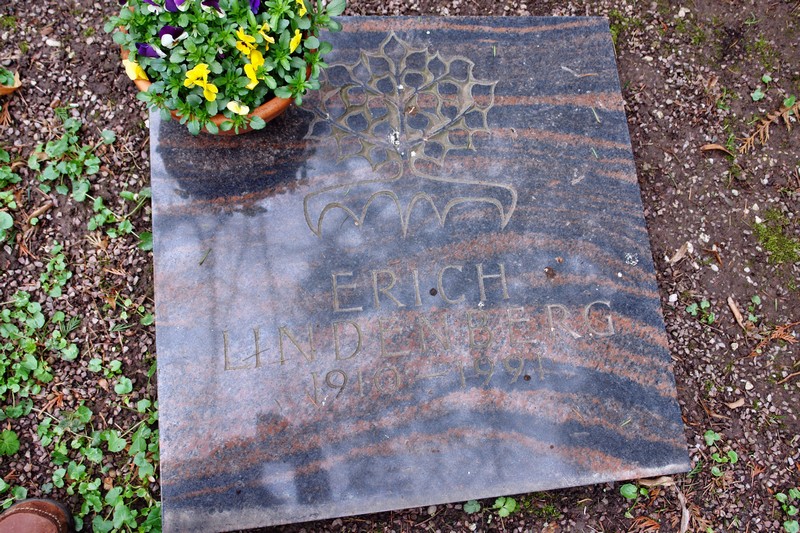 ERICH
LINDENBERG
1910 – 1991